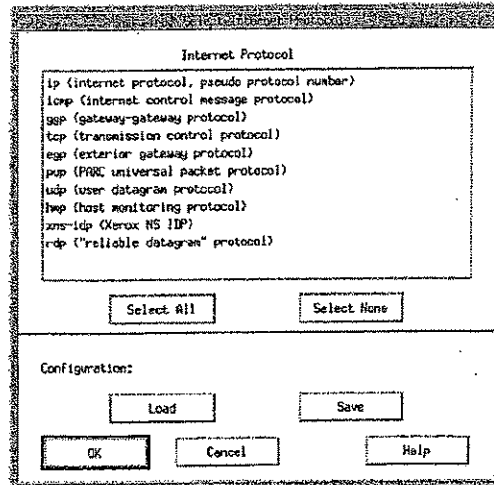 Select Internet Protocols
Internet Protocol
ip (internet protocol, pseudo protocol number)
icmp (internet control message protocol)
ggp (gateway-gateway protocol)
tcp (transmission control protocol)
egp (exterior gateway protocol)
pup (PARC universal packet protocol)
udp (user datagram protocol)
hmp (host monitoring protocol)
xns-idp (Xerox NS IDP)
rdp ("reliable datagram" protocol)
Select All Select None
Configuration:
Load Save
OK Cancel Help